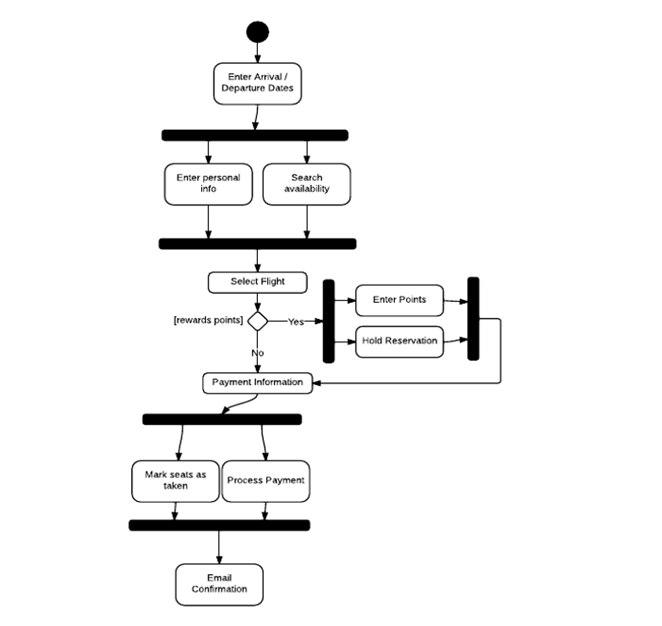 Enter Arrival /
Departure Dates
Enter personal
info
Search
availability
Select Flight
[rewards points]
Yes
Enter Points
Hold Reservation
No
Payment Information
Mark seats as
taken
Process Payment
Email
Confirmation